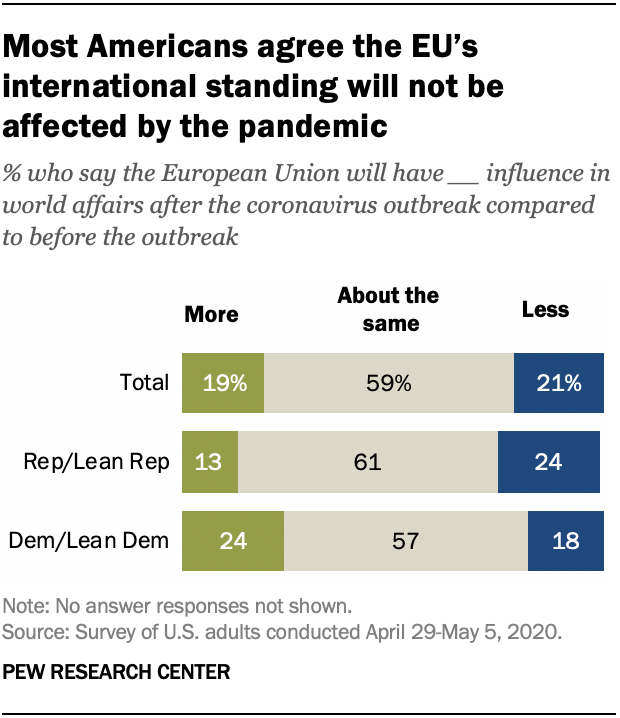 Most Americans agree the EU's
international standing will not be
affected by the pandemic
% who say the European Union will have __ influence in
world affairs after the coronavirus outbreak compared
to before the outbreak
More About the same Less
Total 19% 59% 21%
Rep/Lean Rep 13 61 24
Dem/Lean Dem 24 57 18
Note: No answer responses not shown.
Source: Survey of U.S. adults conducted April 29-May 5, 2020.
PEW RESEARCH CENTER